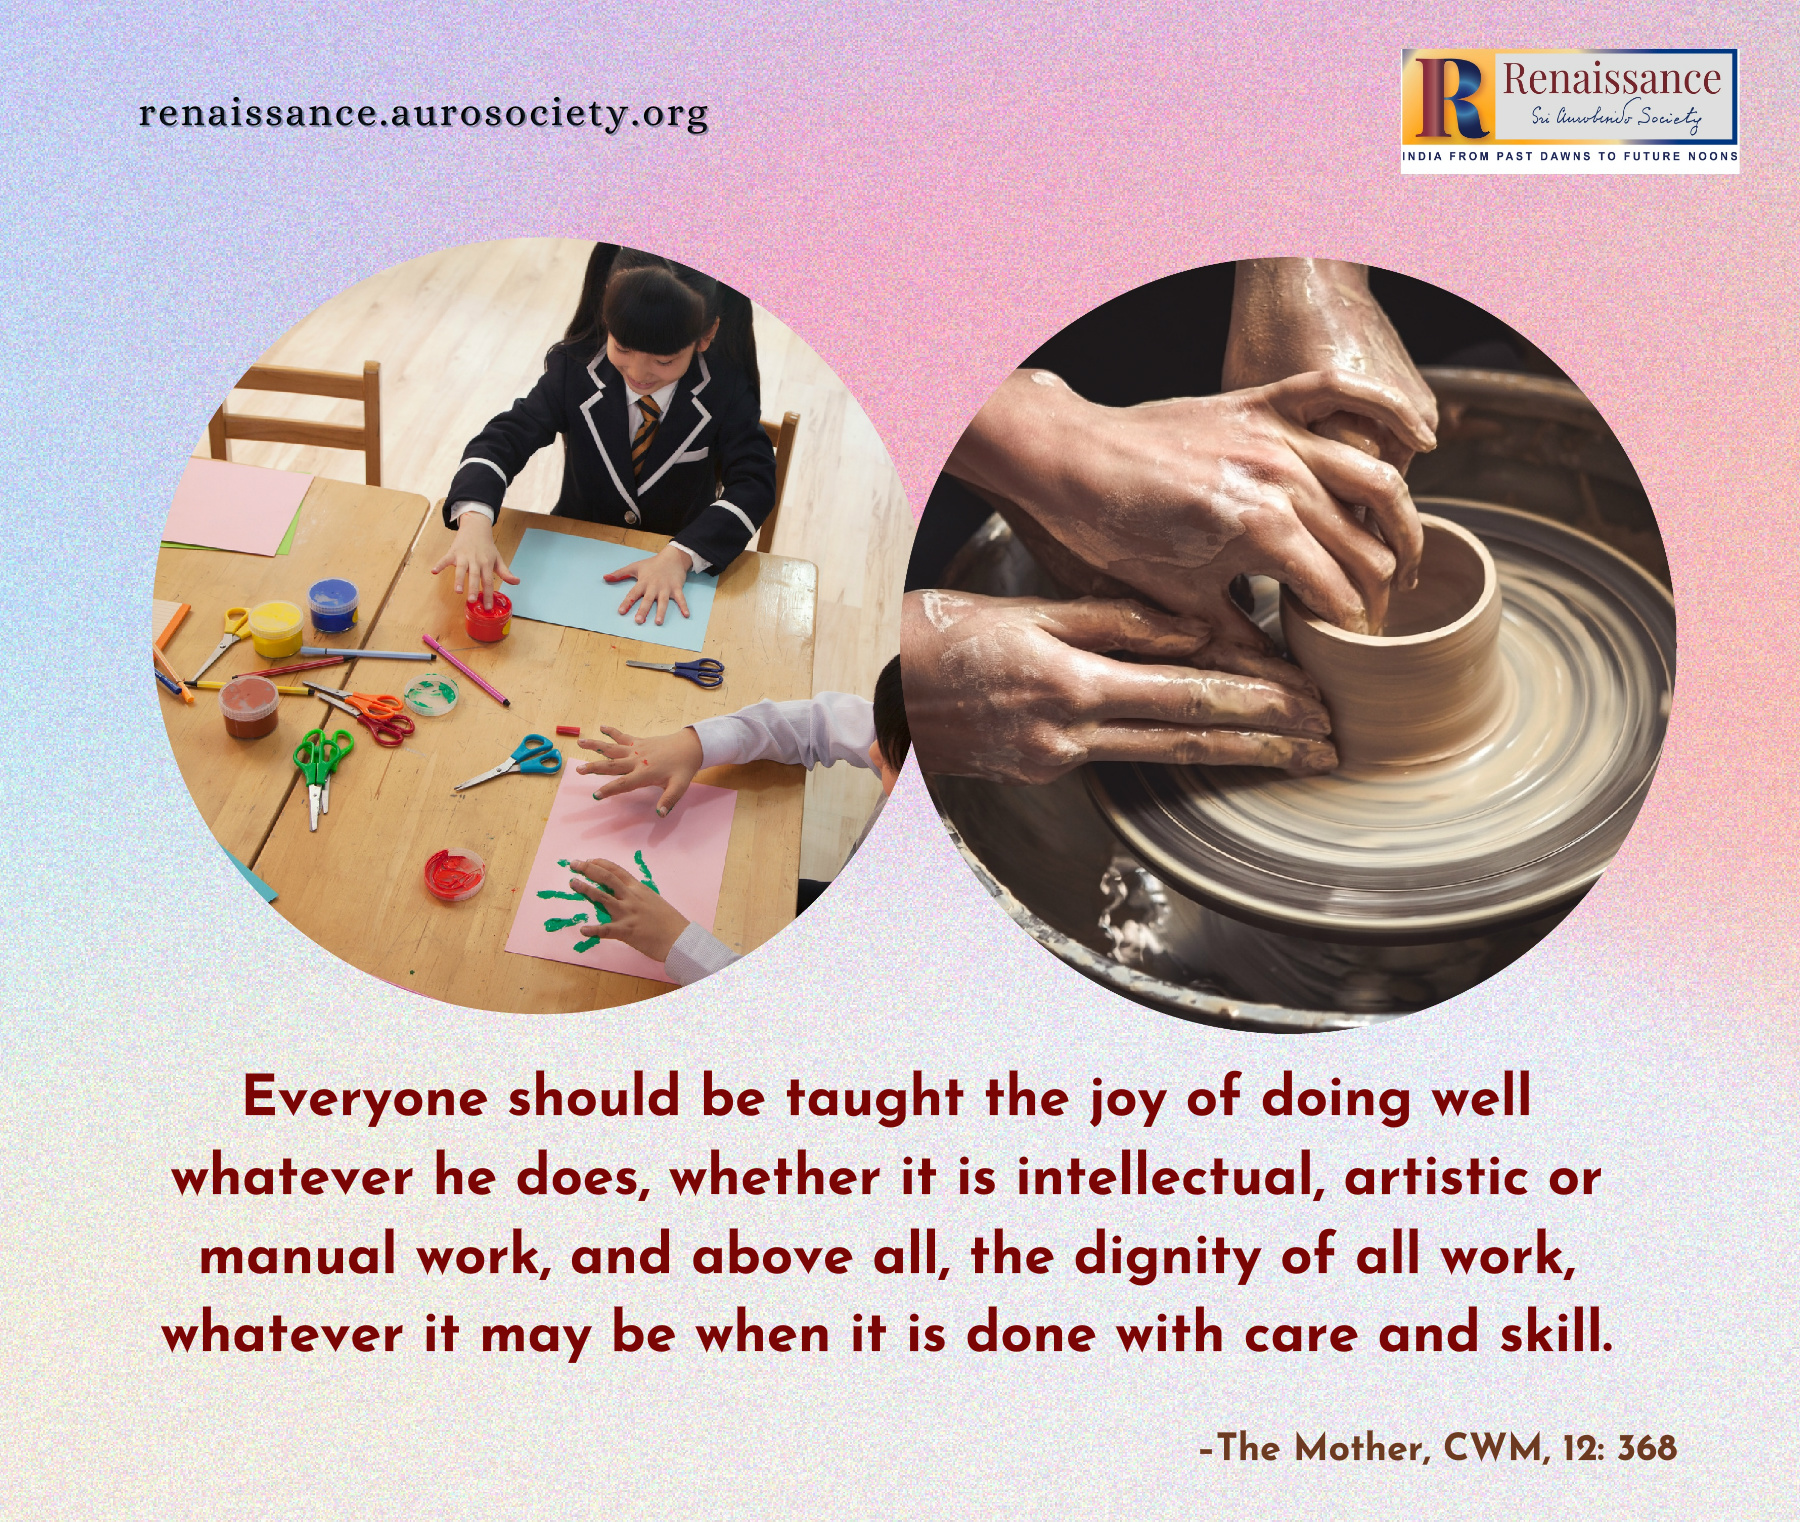 renaissance.aurosociety.org
R Renaissance
Sri Aurobindo Society
INDIA FROM PAST DAWNS TO FUTURE NOONS
Everyone should be taught the joy of doing well
whatever he does, whether it is intellectual, artistic or
manual work, and above all, the dignity of all work,
whatever it may be when it is done with care and skill.
–The Mother, CWM, 12: 368